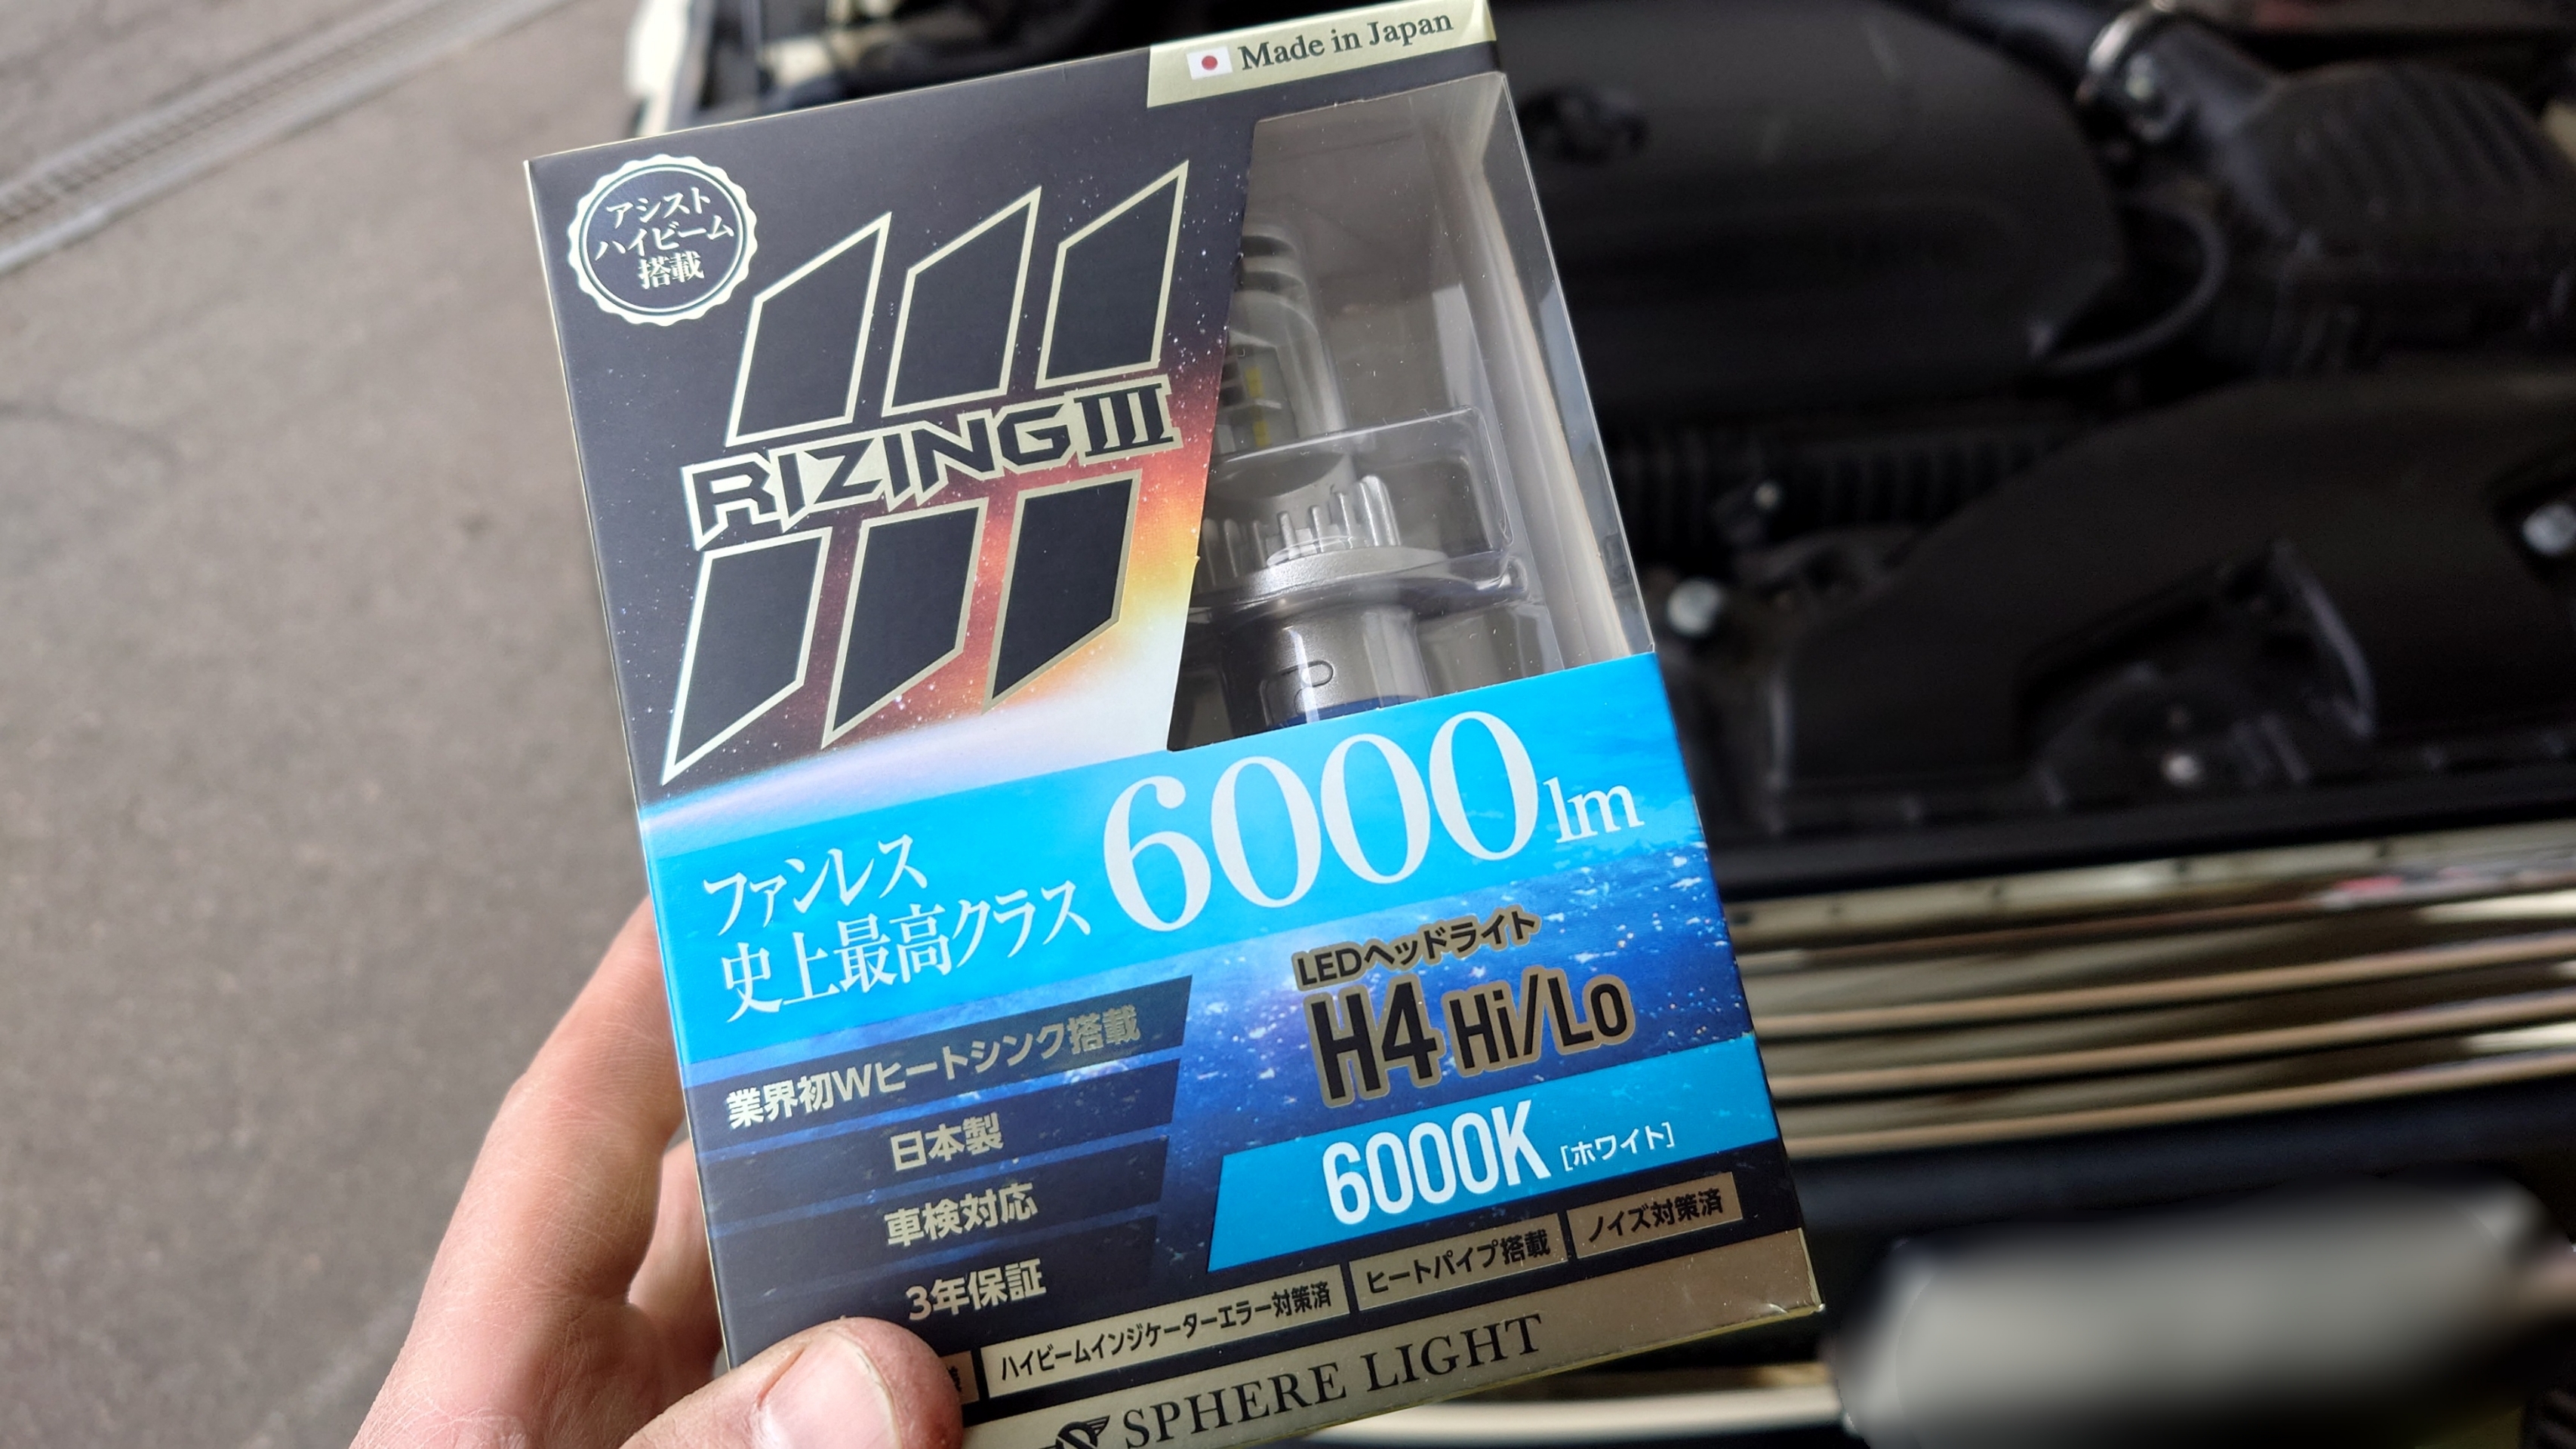 Made in Japan
アシスト
ハイビーム
搭載
RIZING III
ファンレス
史上最高クラス
6000lm
LEDヘッドライト
H4 Hi/Lo
6000K [ホワイト]
業界初Wヒートシンク搭載
日本製
車検対応
3年保証
ハイビームインジケーターエラー対策済
ヒートパイプ搭載
ノイズ対策済
SPHERE LIGHT